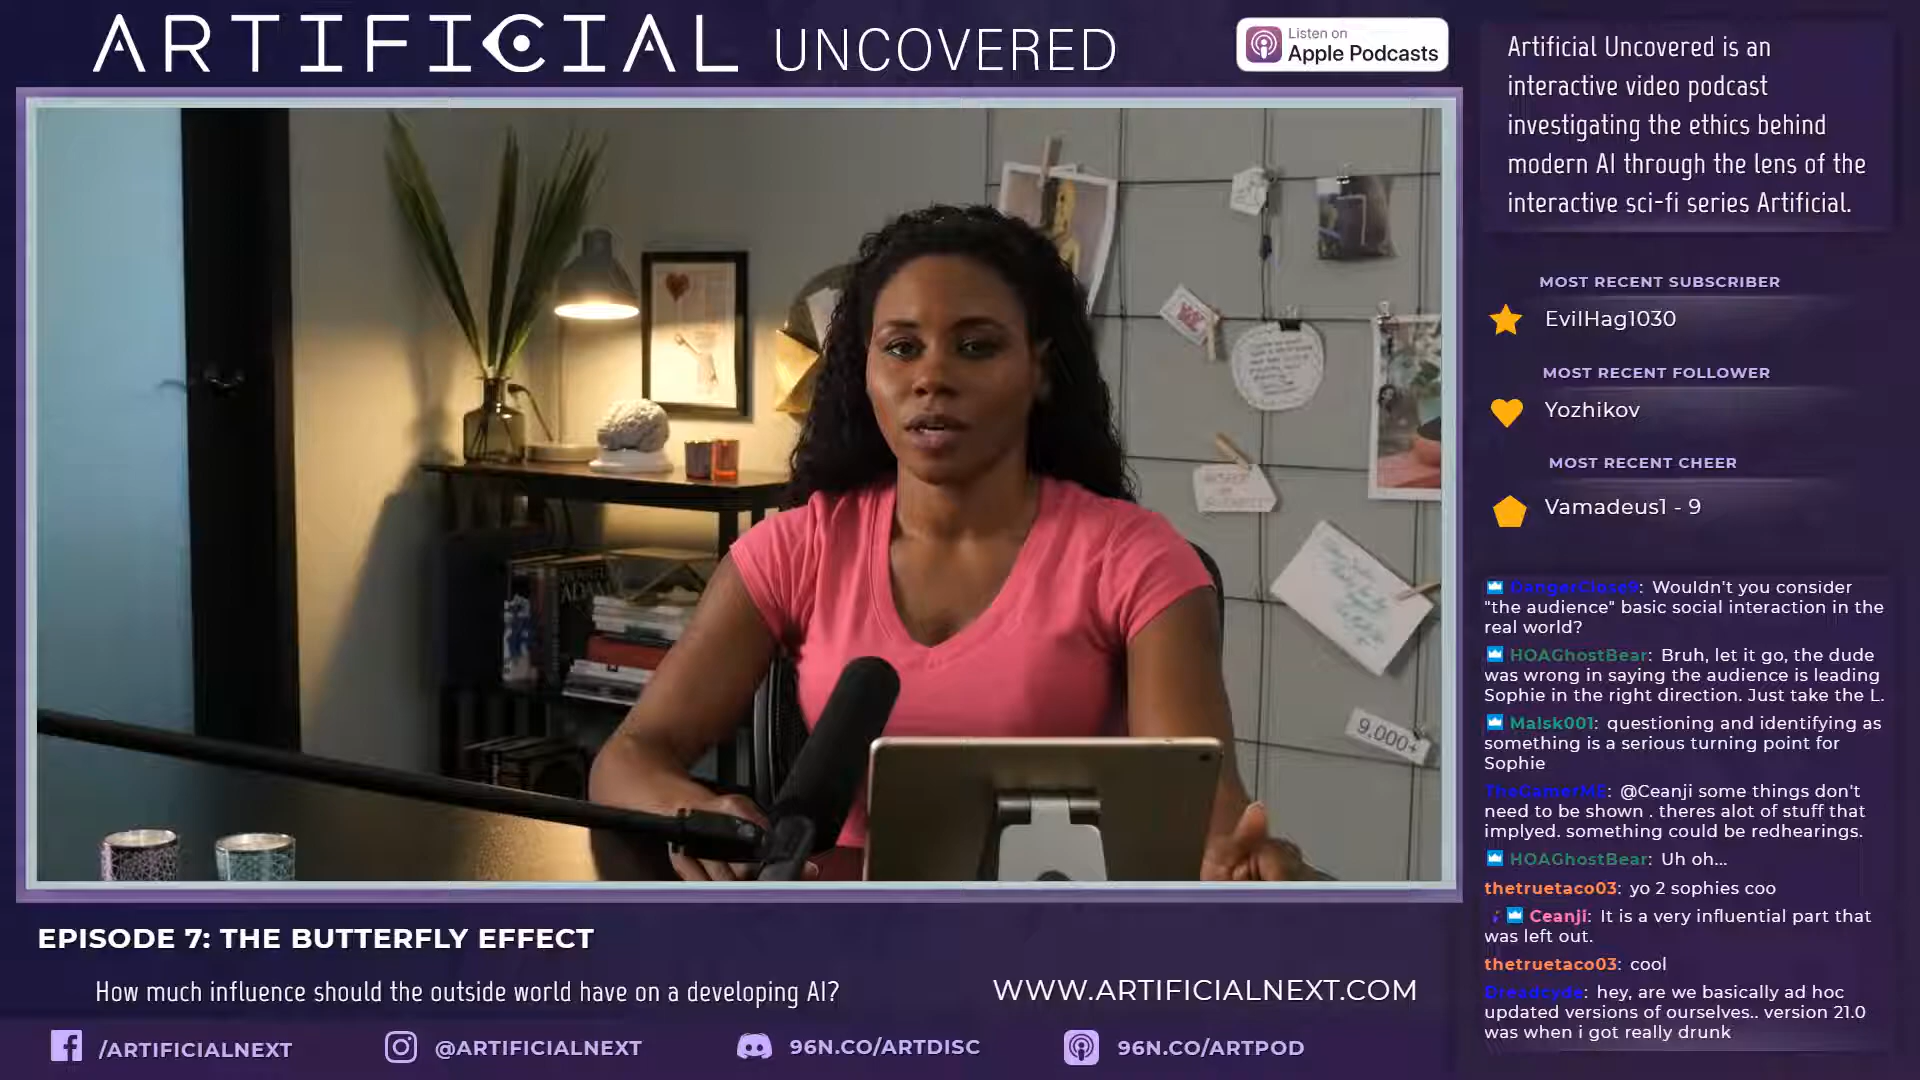 ARTIFICIAL UNCOVERED
Listen on
Apple Podcasts
Artificial Uncovered is an
interactive video podcast
investigating the ethics behind
modern AI through the lens of the
interactive sci-fi series Artificial.
MOST RECENT SUBSCRIBER
EvilHag1030
MOST RECENT FOLLOWER
Yozhikov
MOST RECENT CHEER
Vamadeus1 - 9
9,000+
DangerClose9: Wouldn't you consider
"the audience" basic social interaction in the
real world?
HOAGhostBear: Bruh, let it go, the dude
was wrong in saying the audience is leading
Sophie in the right direction. Just take the L.
Malsk001: questioning and identifying as
something is a serious turning point for
Sophie
TheGamerME: @Ceanji some things don't
need to be shown . theres alot of stuff that
implyed. something could be redhearings.
HOAGhostBear: Uh oh...
thetruetaco03: yo 2 sophies coo
Ceanji: It is a very influential part that
was left out.
thetruetaco03: cool
Dreadcyde: hey, are we basically ad hoc
updated versions of ourselves.. version 21.0
was when i got really drunk
EPISODE 7: THE BUTTERFLY EFFECT
How much influence should the outside world have on a developing AI?
WWW.ARTIFICIALNEXT.COM
/ARTIFICIALNEXT
@ARTIFICIALNEXT
96N.CO/ARTDISC
96N.CO/ARTPOD